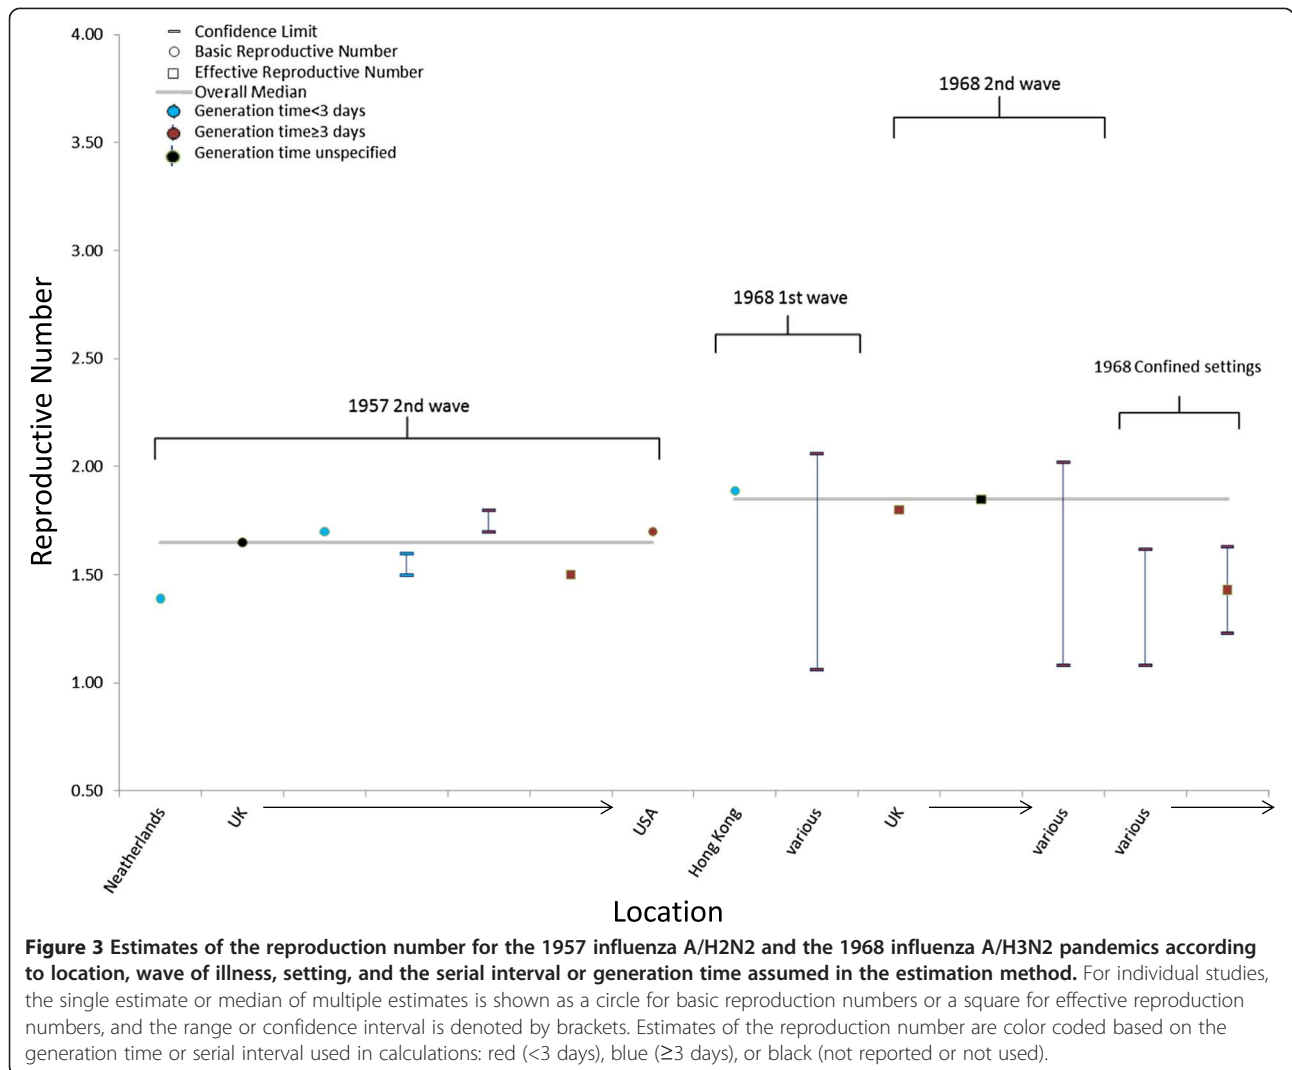 4.00
3.50
3.00
2.50
2.00
1.50
1.00
0.50
Reproductive Number
Confidence Limit
Basic Reproductive Number
Effective Reproductive Number
Overall Median
Generation time<3 days
Generation time≥3 days
Generation time unspecified
1968 2nd wave
1968 1st wave
1968 Confined settings
1957 2nd wave
Neatherlands
UK
USA
Hong Kong
various
UK
various
various
Location
Figure 3 Estimates of the reproduction number for the 1957 influenza A/H2N2 and the 1968 influenza A/H3N2 pandemics according
to location, wave of illness, setting, and the serial interval or generation time assumed in the estimation method. For individual studies,
the single estimate or median of multiple estimates is shown as a circle for basic reproduction numbers or a square for effective reproduction
numbers, and the range or confidence interval is denoted by brackets. Estimates of the reproduction number are color coded based on the
generation time or serial interval used in calculations: red (<3 days), blue (≥3 days), or black (not reported or not used).